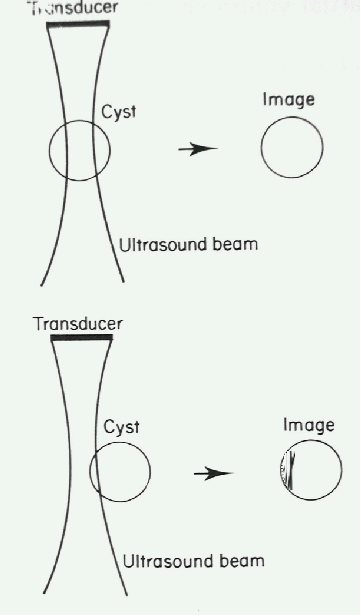 Transducer
Cyst
Image
Ultrasound beam
Transducer
Cyst
Image
Ultrasound beam